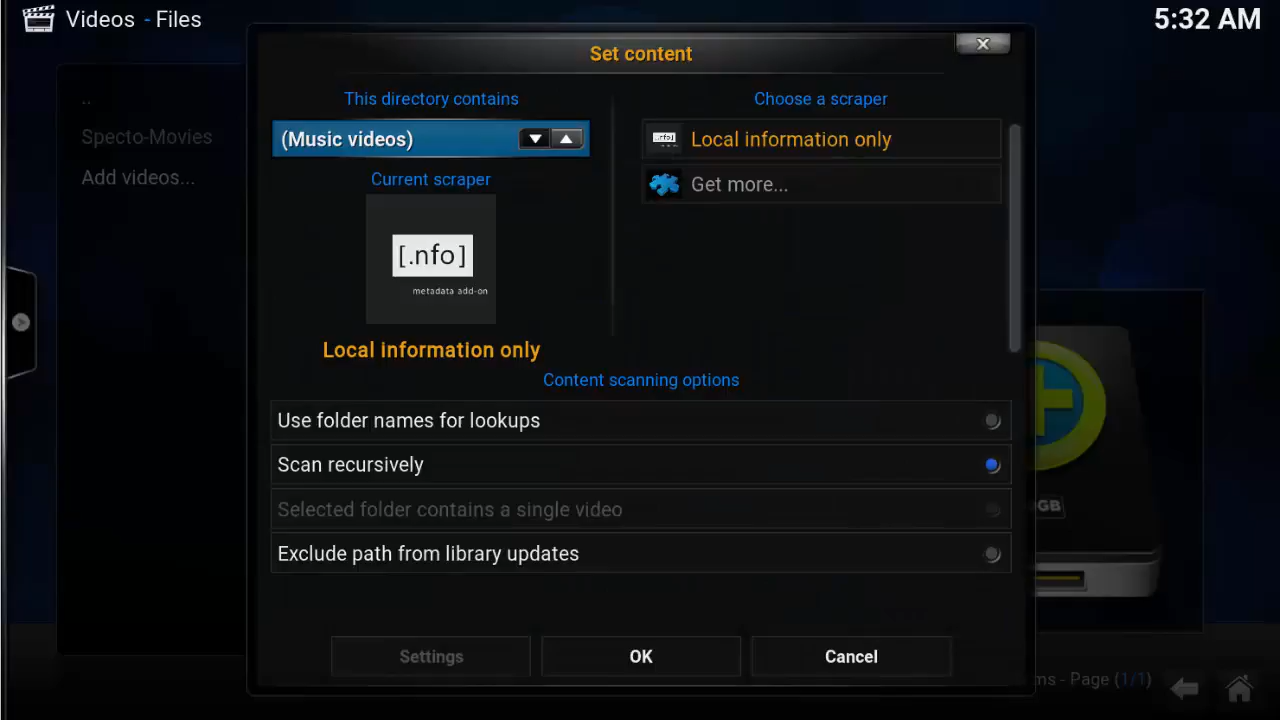 Videos - Files
5:32 AM
Set content
..
Specto-Movies
Add videos...
This directory contains
(Music videos)
Current scraper
[.nfo]
metadata add-on
Local information only
Choose a scraper
.nfo
Local information only
Get more...
Content scanning options
Use folder names for lookups
Scan recursively
Selected folder contains a single video
Exclude path from library updates
Settings
OK
Cancel
GB
ms - Page (1/1)